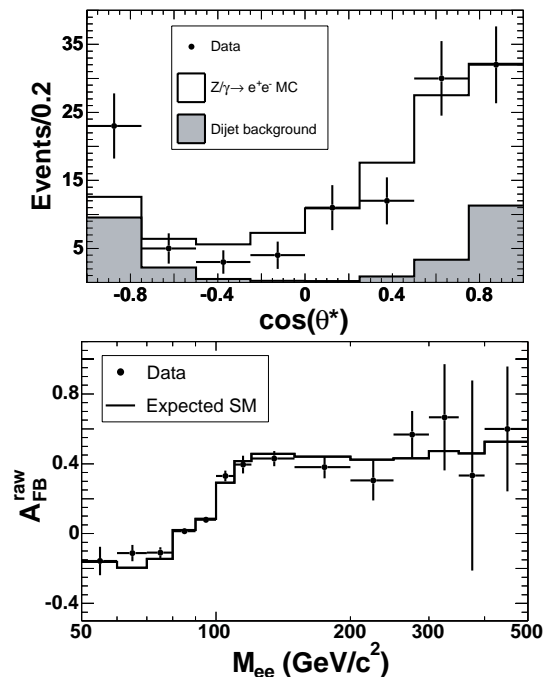 35
25
15
5
Events/0.2
Data
Z/γ→ e⁺e⁻ MC
Dijet background
-0.8 -0.4 0 0.4 0.8
cos(θ*)
0.8
0.4
0
-0.4
A_FB^raw
Data
Expected SM
50 100 200 300 500
M_ee (GeV/c²)